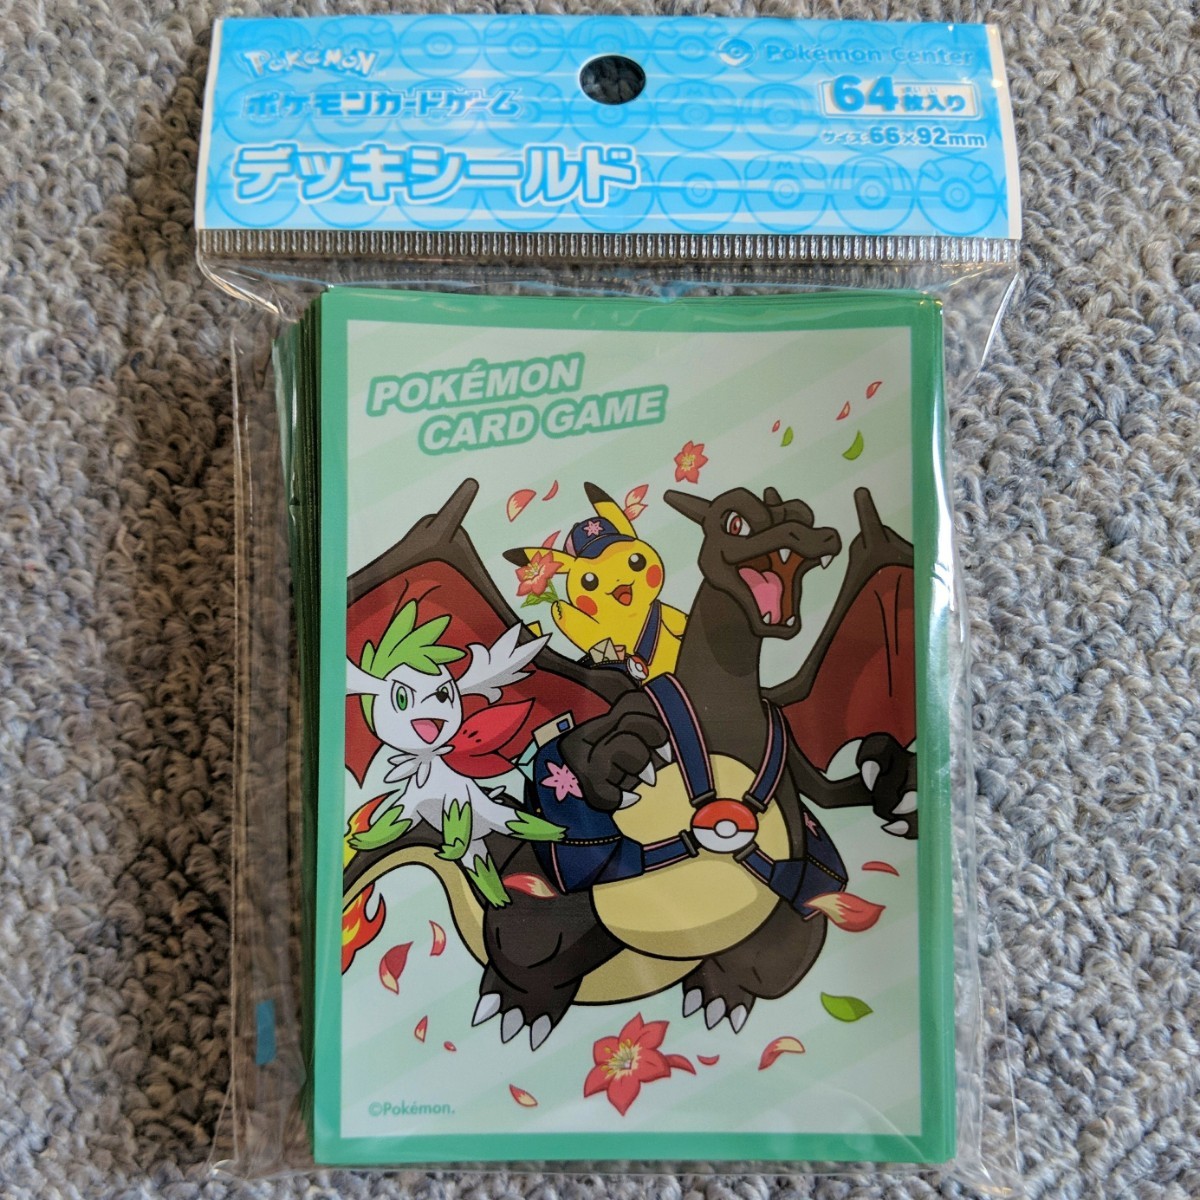 POKéMON
Pokémon Center
ポケモンカードゲーム
64枚入り
サイズ:66×92mm
デッキシールド
POKÉMON
CARD GAME
©Pokémon.